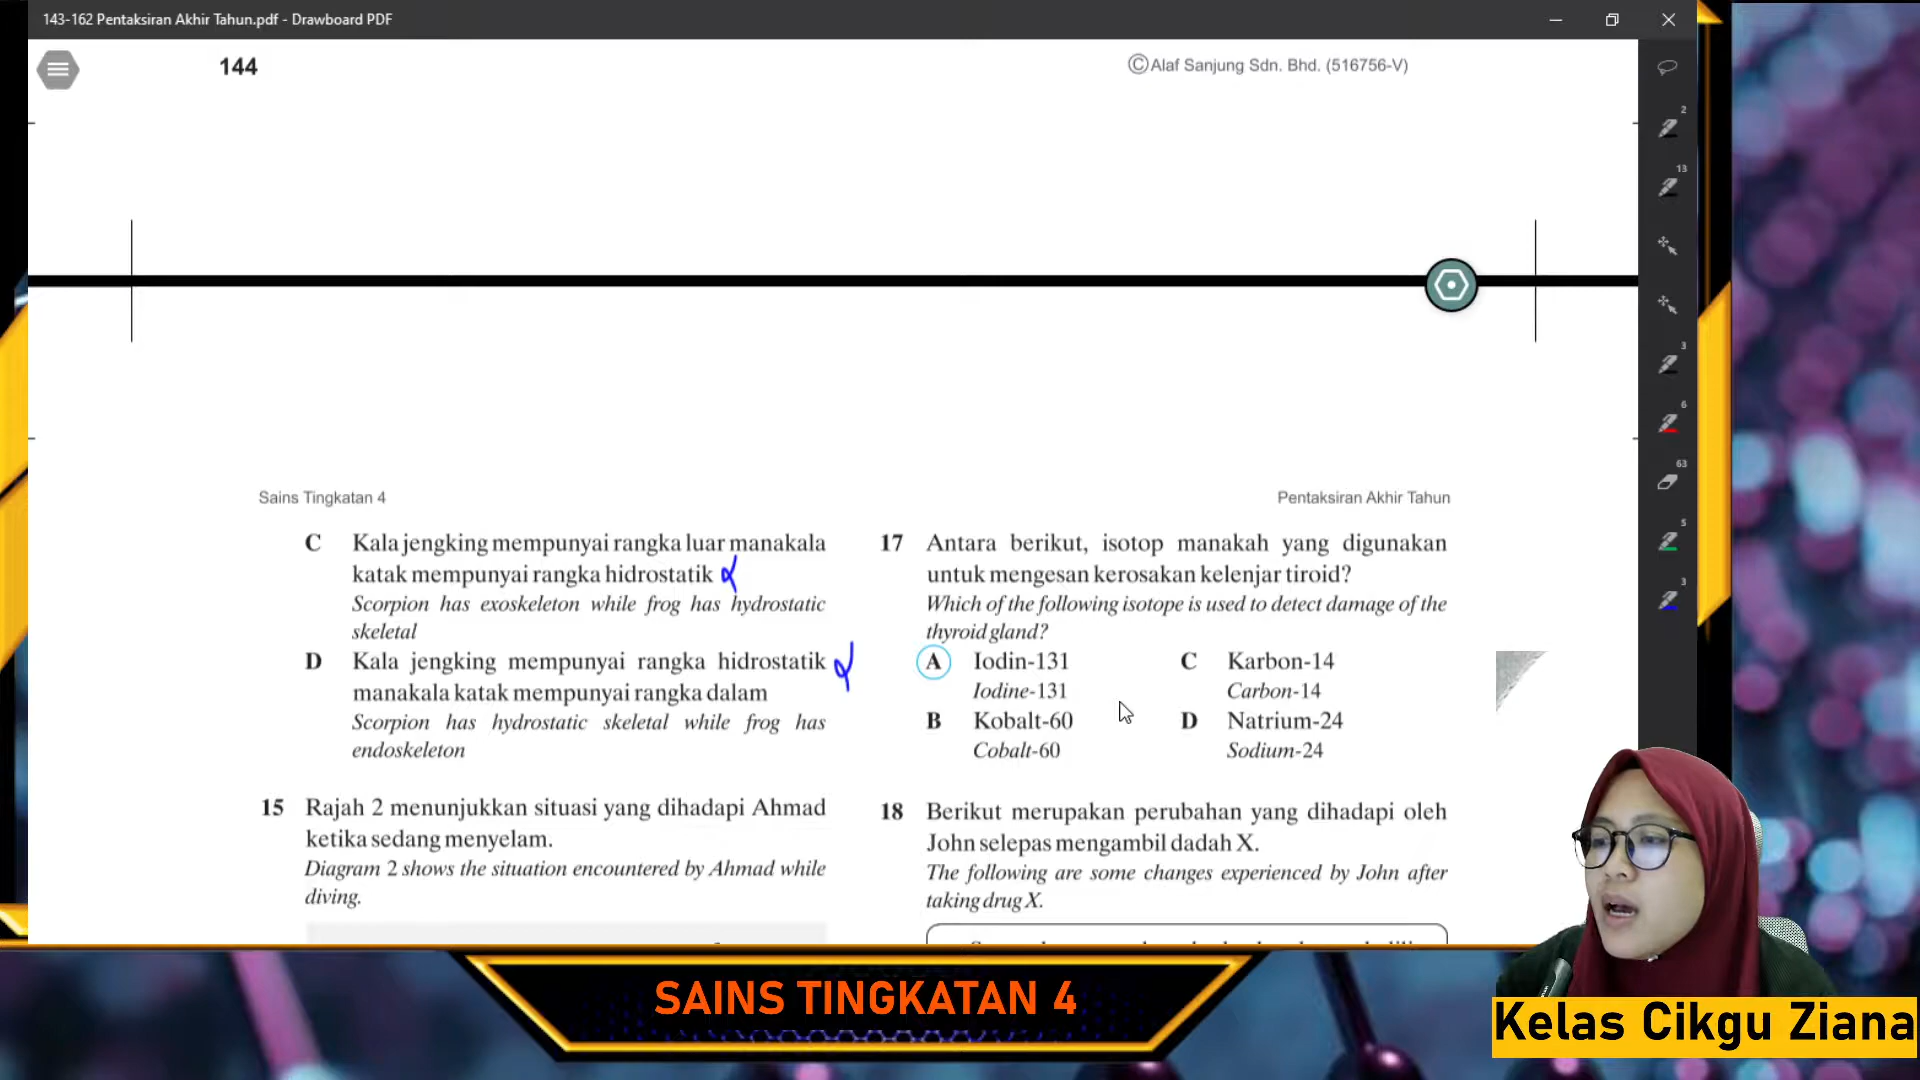 143-162 Pentaksiran Akhir Tahun.pdf - Drawboard PDF
144
©Alaf Sanjung Sdn. Bhd. (516756-V)
2
13
3
6
63
5
3
Sains Tingkatan 4
Pentaksiran Akhir Tahun
C Kala jengking mempunyai rangka luar manakala
katak mempunyai rangka hidrostatik
Scorpion has exoskeleton while frog has hydrostatic
skeletal
D Kala jengking mempunyai rangka hidrostatik
manakala katak mempunyai rangka dalam
Scorpion has hydrostatic skeletal while frog has
endoskeleton
15 Rajah 2 menunjukkan situasi yang dihadapi Ahmad
ketika sedang menyelam.
Diagram 2 shows the situation encountered by Ahmad while
diving.
17 Antara berikut, isotop manakah yang digunakan
untuk mengesan kerosakan kelenjar tiroid?
Which of the following isotope is used to detect damage of the
thyroid gland?
A Iodin-131 C Karbon-14
Iodine-131 Carbon-14
B Kobalt-60 D Natrium-24
Cobalt-60 Sodium-24
18 Berikut merupakan perubahan yang dihadapi oleh
John selepas mengambil dadah X.
The following are some changes experienced by John after
taking drug X.
SAINS TINGKATAN 4
Kelas Cikgu Ziana